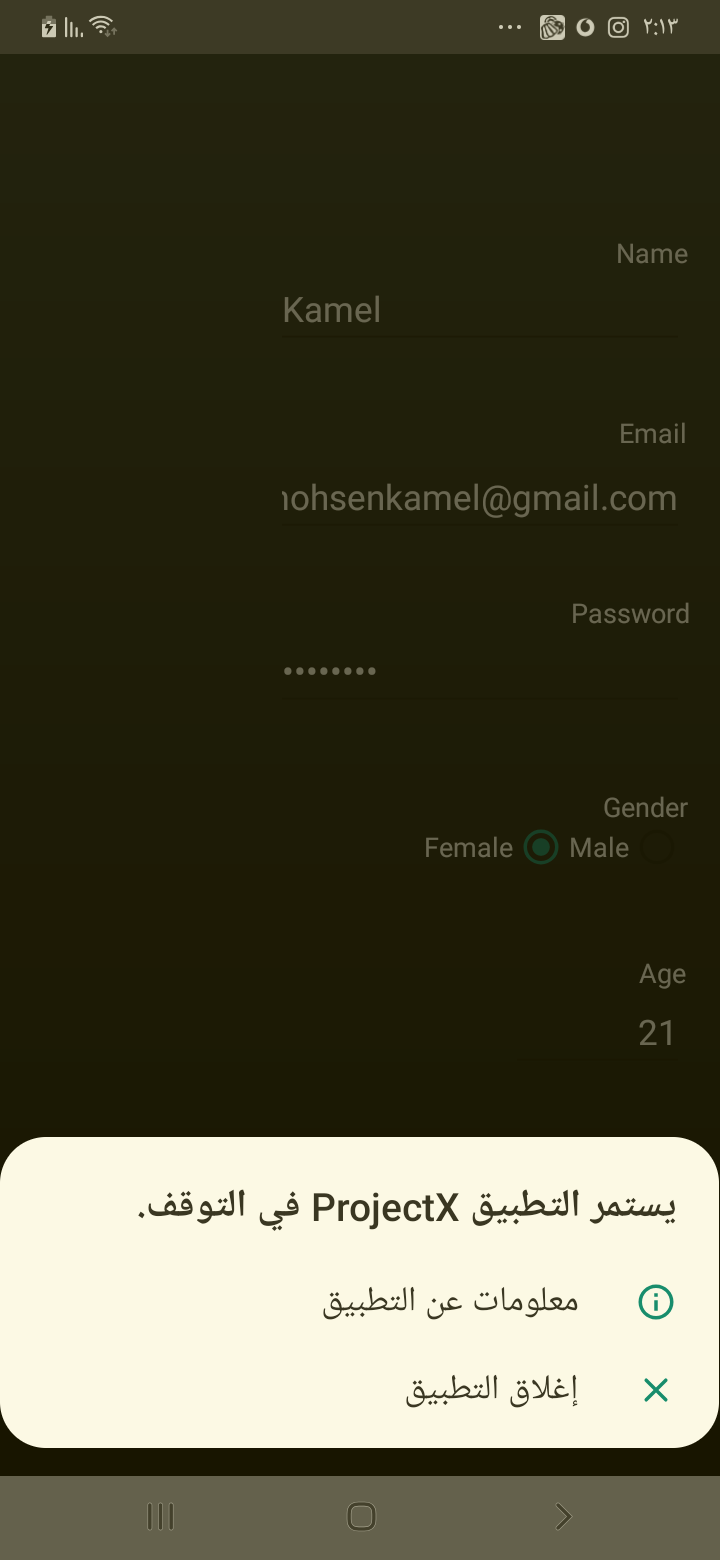 ٢:١٣
Name
Kamel
Email
ohsenkamel@gmail.com
Password
••••••••
Gender
Male Female
Age
21
يستمر التطبيق ProjectX في التوقف.
معلومات عن التطبيق
إغلاق التطبيق